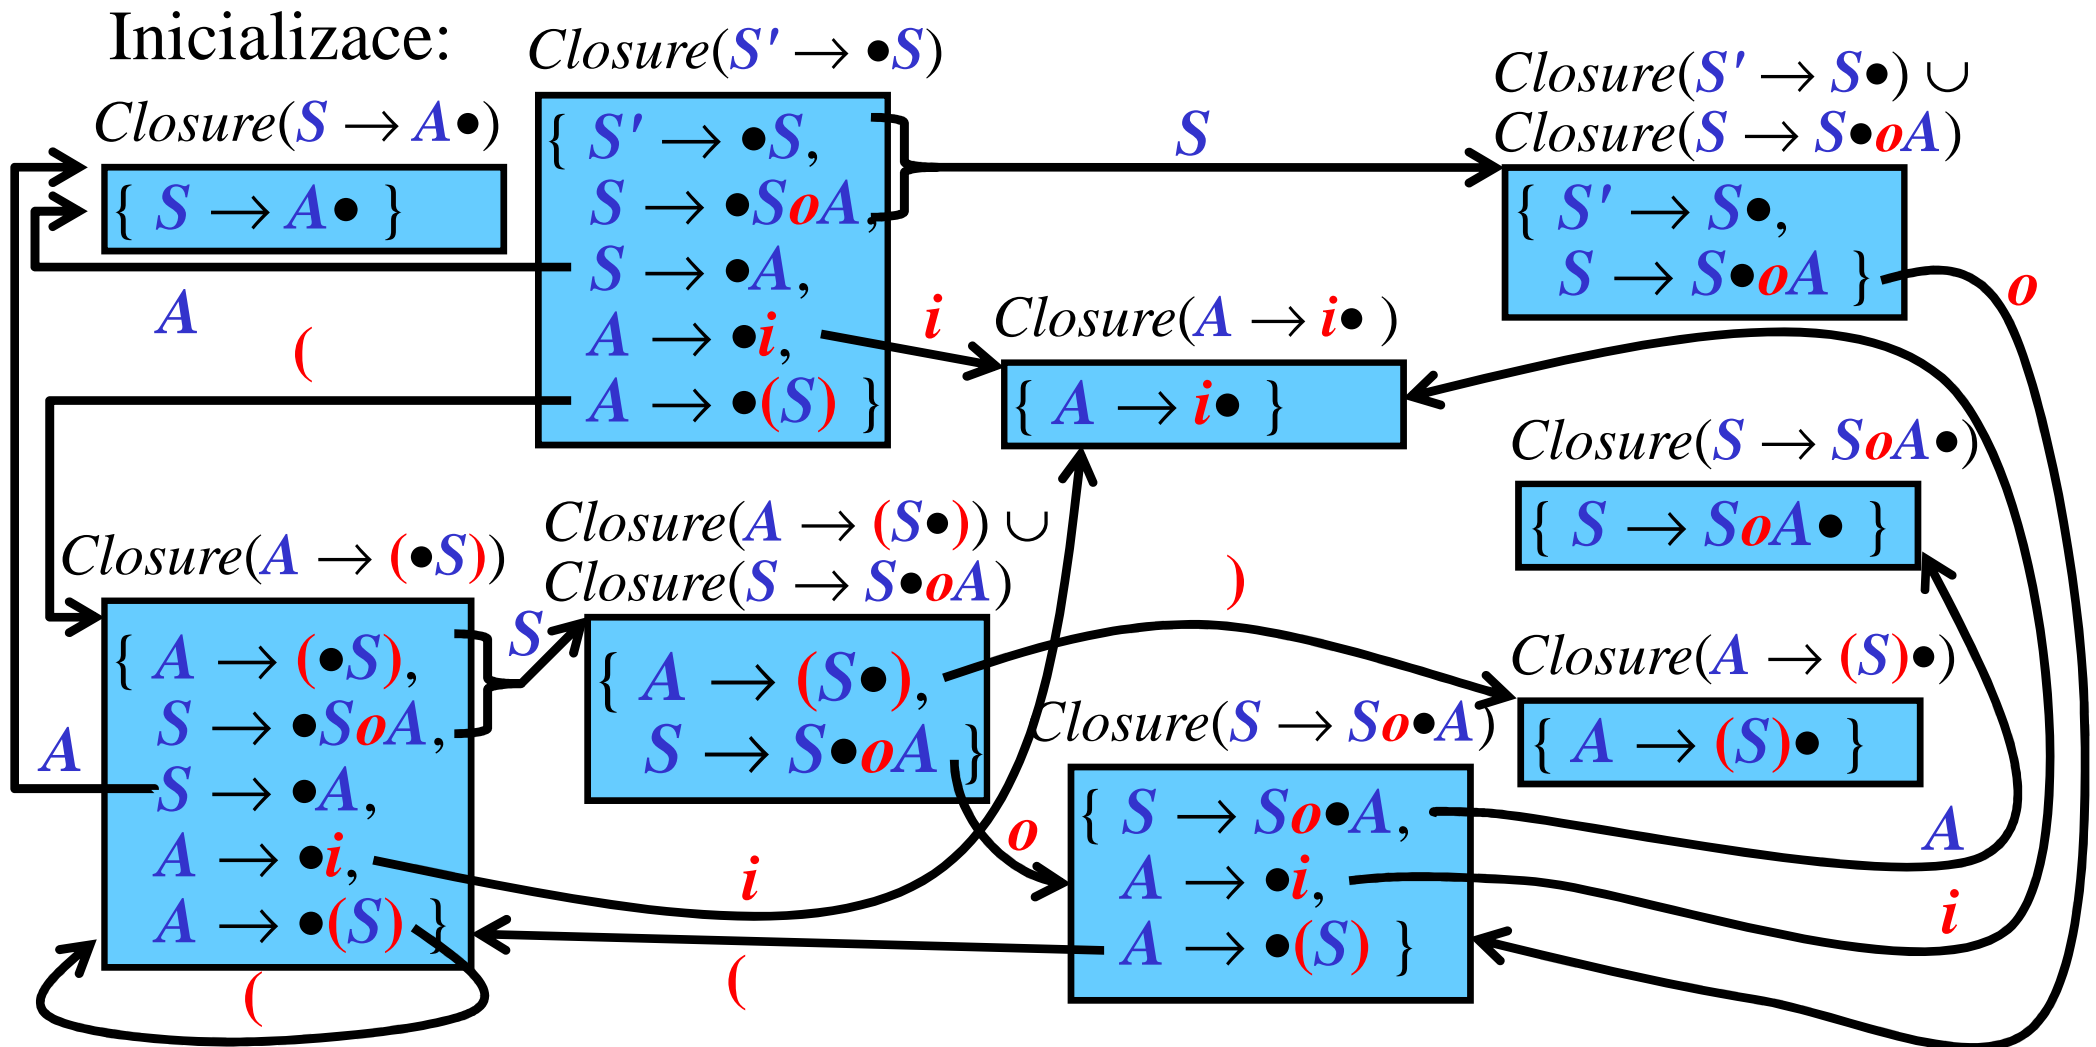 Inicializace:
Closure(S' → •S)
{ S' → •S,
S → •SoA,
S → •A,
A → •i,
A → •(S) }
Closure(S → A•)
{ S → A• }
S
Closure(S' → S•) ∪
Closure(S → S•oA)
{ S' → S•,
S → S•oA }
o
A
(
i
Closure(A → i• )
{ A → i• }
Closure(S → SoA•)
{ S → SoA• }
Closure(A → (•S))
{ A → (•S),
S → •SoA,
S → •A,
A → •i,
A → •(S) }
S
A
Closure(A → (S•)) ∪
Closure(S → S•oA)
{ A → (S•),
S → S•oA }
)
Closure(A → (S)•)
{ A → (S)• }
Closure(S → So•A)
{ S → So•A,
A → •i,
A → •(S) }
o
i
A
i
(
(